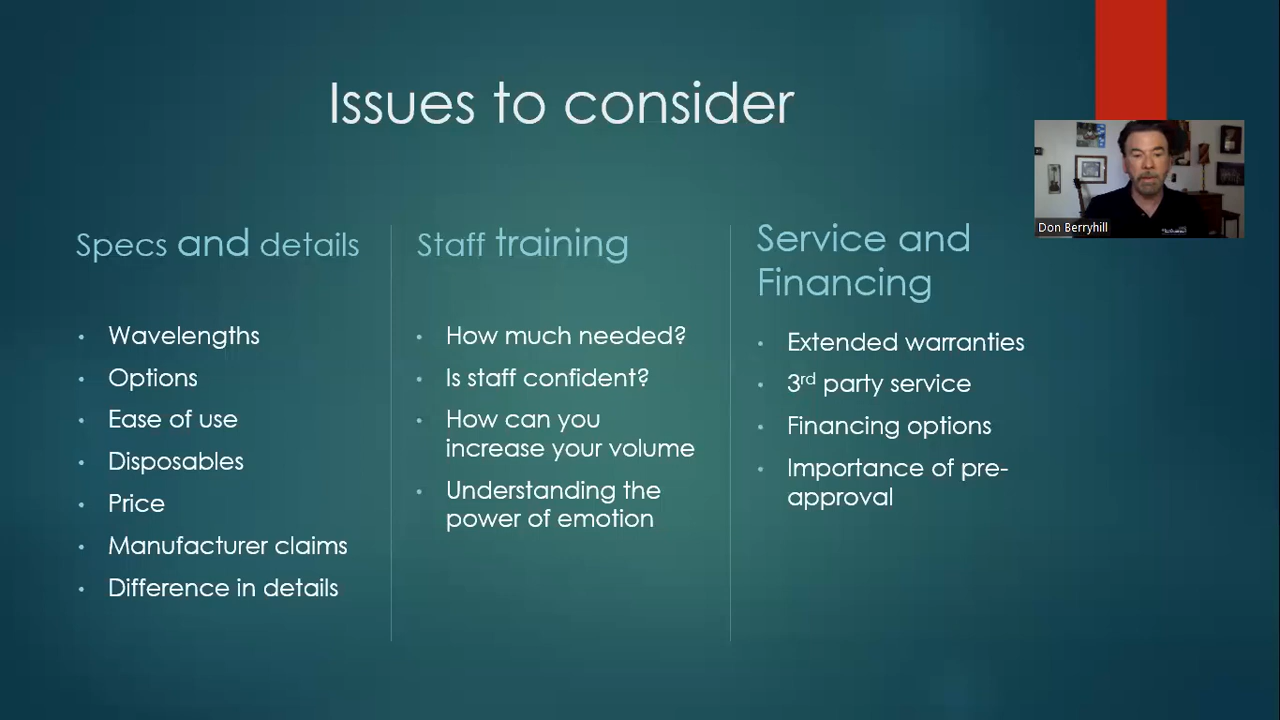 Issues to consider
Don Berryhill
Specs and details
Wavelengths
Options
Ease of use
Disposables
Price
Manufacturer claims
Difference in details
Staff training
How much needed?
Is staff confident?
How can you
increase your volume
Understanding the
power of emotion
Service and
Financing
Extended warranties
3rd party service
Financing options
Importance of pre-
approval